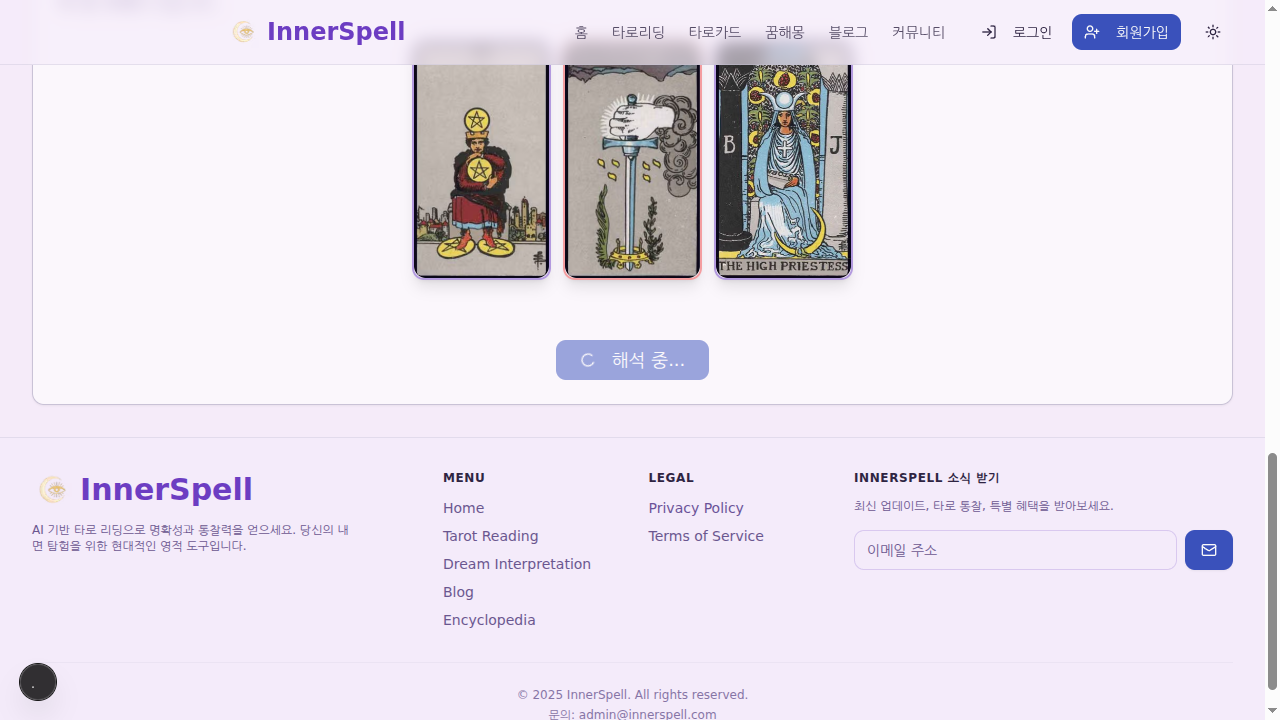 InnerSpell
홈 타로리딩 타로카드 꿈해몽 블로그 커뮤니티 로그인 회원가입
B J
THE HIGH PRIESTESS
해석 중...
InnerSpell
AI 기반 타로 리딩으로 명확성과 통찰력을 얻으세요. 당신의 내
면 탐험을 위한 현대적인 영적 도구입니다.
MENU
Home
Tarot Reading
Dream Interpretation
Blog
Encyclopedia
LEGAL
Privacy Policy
Terms of Service
INNERSPELL 소식 받기
최신 업데이트, 타로 통찰, 특별 혜택을 받아보세요.
이메일 주소
© 2025 InnerSpell. All rights reserved.
문의: admin@innerspell.com